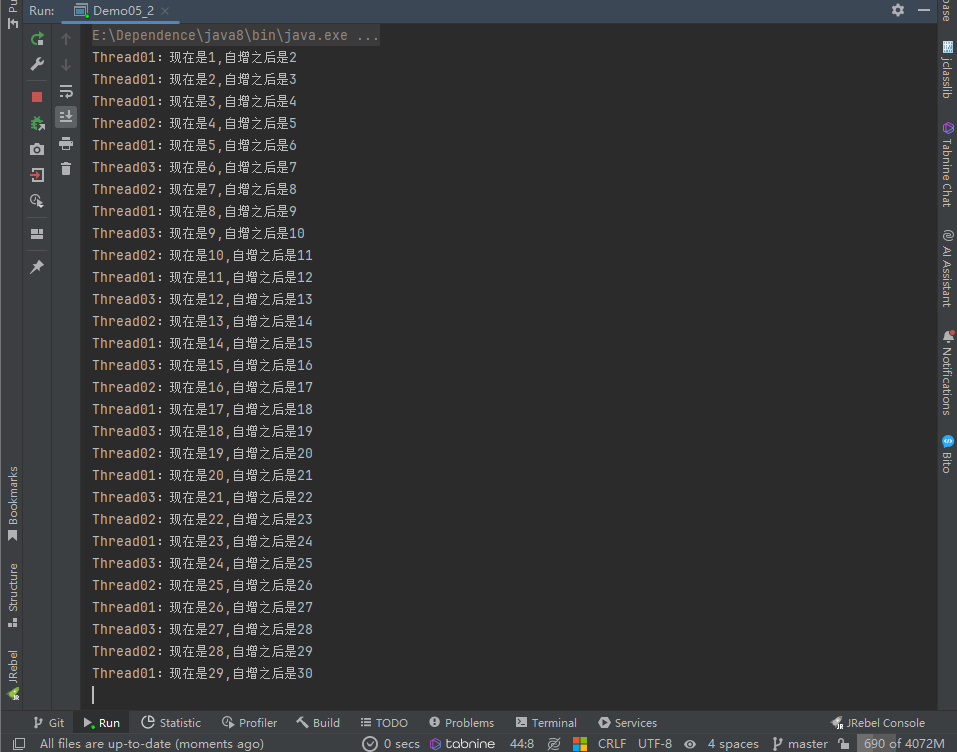 Run:
Demo05_2
E:\Dependence\java8\bin\java.exe ...
Thread01: 现在是1,自增之后是2
Thread01: 现在是2,自增之后是3
Thread01: 现在是3,自增之后是4
Thread02: 现在是4,自增之后是5
Thread01: 现在是5,自增之后是6
Thread03: 现在是6,自增之后是7
Thread02: 现在是7,自增之后是8
Thread01: 现在是8,自增之后是9
Thread03: 现在是9,自增之后是10
Thread02: 现在是10,自增之后是11
Thread01: 现在是11,自增之后是12
Thread03: 现在是12,自增之后是13
Thread02: 现在是13,自增之后是14
Thread01: 现在是14,自增之后是15
Thread03: 现在是15,自增之后是16
Thread02: 现在是16,自增之后是17
Thread01: 现在是17,自增之后是18
Thread03: 现在是18,自增之后是19
Thread02: 现在是19,自增之后是20
Thread01: 现在是20,自增之后是21
Thread03: 现在是21,自增之后是22
Thread02: 现在是22,自增之后是23
Thread01: 现在是23,自增之后是24
Thread03: 现在是24,自增之后是25
Thread02: 现在是25,自增之后是26
Thread01: 现在是26,自增之后是27
Thread03: 现在是27,自增之后是28
Thread02: 现在是28,自增之后是29
Thread01: 现在是29,自增之后是30
Bookmarks
Structure
JRebel
jclasslib
Tabnine Chat
AI Assistant
Notifications
Bito
Git
Run
Statistic
Profiler
Build
TODO
Problems
Terminal
Services
JRebel Console
All files are up-to-date (moments ago)
0 secs
tabnine
44:8
CRLF
UTF-8
4 spaces
master
690 of 4072M